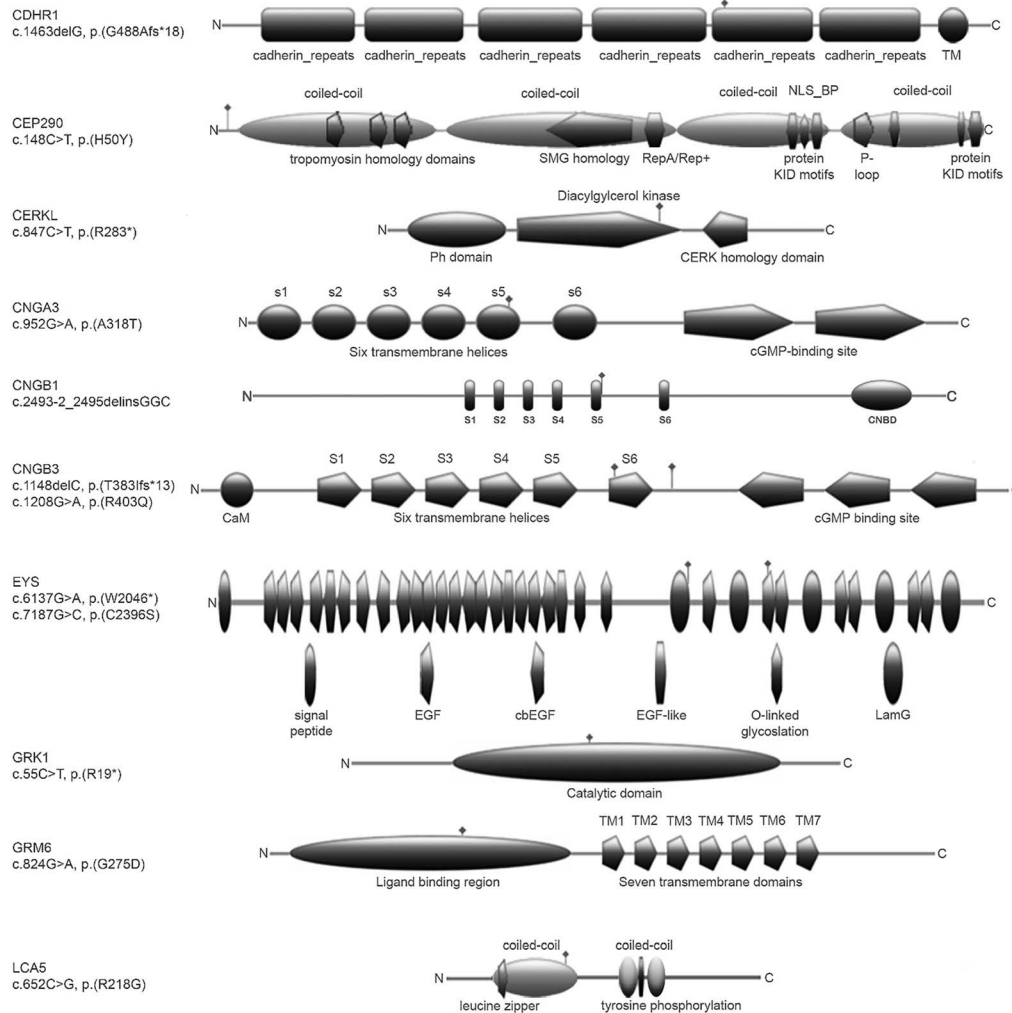 CDHR1
c.1463delG, p.(G488Afs*18)
N C
cadherin_repeats cadherin_repeats cadherin_repeats cadherin_repeats cadherin_repeats cadherin_repeats TM
coiled-coil coiled-coil coiled-coil NLS_BP coiled-coil
CEP290
c.148C>T, p.(H50Y)
N C
tropomyosin homology domains SMG homology RepA/Rep+ protein KID motifs P-loop protein KID motifs
Diacylgylcerol kinase
CERKL
c.847C>T, p.(R283*)
N C
Ph domain CERK homology domain
s1 s2 s3 s4 s5 s6
CNGA3
c.952G>A, p.(A318T)
N C
Six transmembrane helices cGMP-binding site
CNGB1
c.2493-2_2495delinsGGC
N C
S1 S2 S3 S4 S5 S6 CNBD
S1 S2 S3 S4 S5 S6
CNGB3
c.1148delC, p.(T383Ifs*13)
c.1208G>A, p.(R403Q)
N
CaM Six transmembrane helices cGMP binding site
EYS
c.6137G>A, p.(W2046*)
c.7187G>C, p.(C2396S)
N C
signal peptide EGF cbEGF EGF-like O-linked glycoslation LamG
GRK1
c.55C>T, p.(R19*)
N C
Catalytic domain
TM1 TM2 TM3 TM4 TM5 TM6 TM7
GRM6
c.824G>A, p.(G275D)
N C
Ligand binding region Seven transmembrane domains
coiled-coil coiled-coil
LCA5
c.652C>G, p.(R218G)
N C
leucine zipper tyrosine phosphorylation